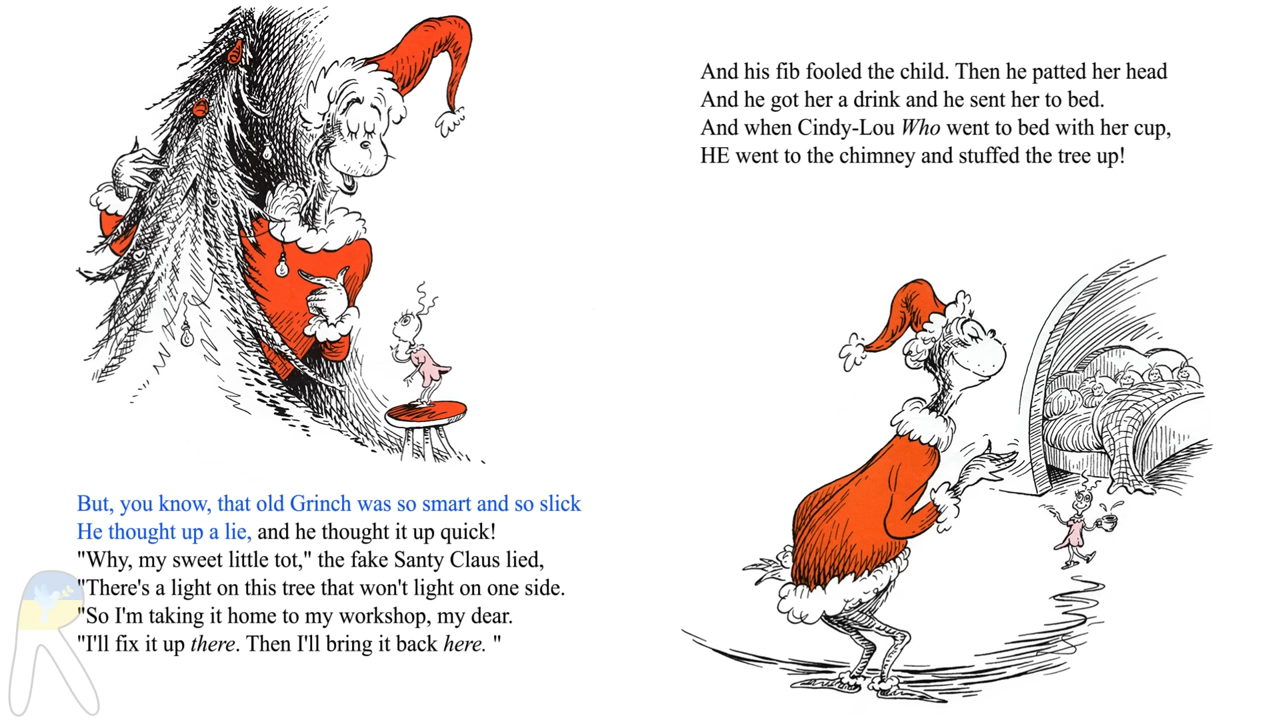 But, you know, that old Grinch was so smart and so slick
He thought up a lie, and he thought it up quick!
"Why, my sweet little tot," the fake Santy Claus lied,
"There's a light on this tree that won't light on one side.
"So I'm taking it home to my workshop, my dear.
"I'll fix it up there. Then I'll bring it back here. "
And his fib fooled the child. Then he patted her head
And he got her a drink and he sent her to bed.
And when Cindy-Lou Who went to bed with her cup,
HE went to the chimney and stuffed the tree up!
R